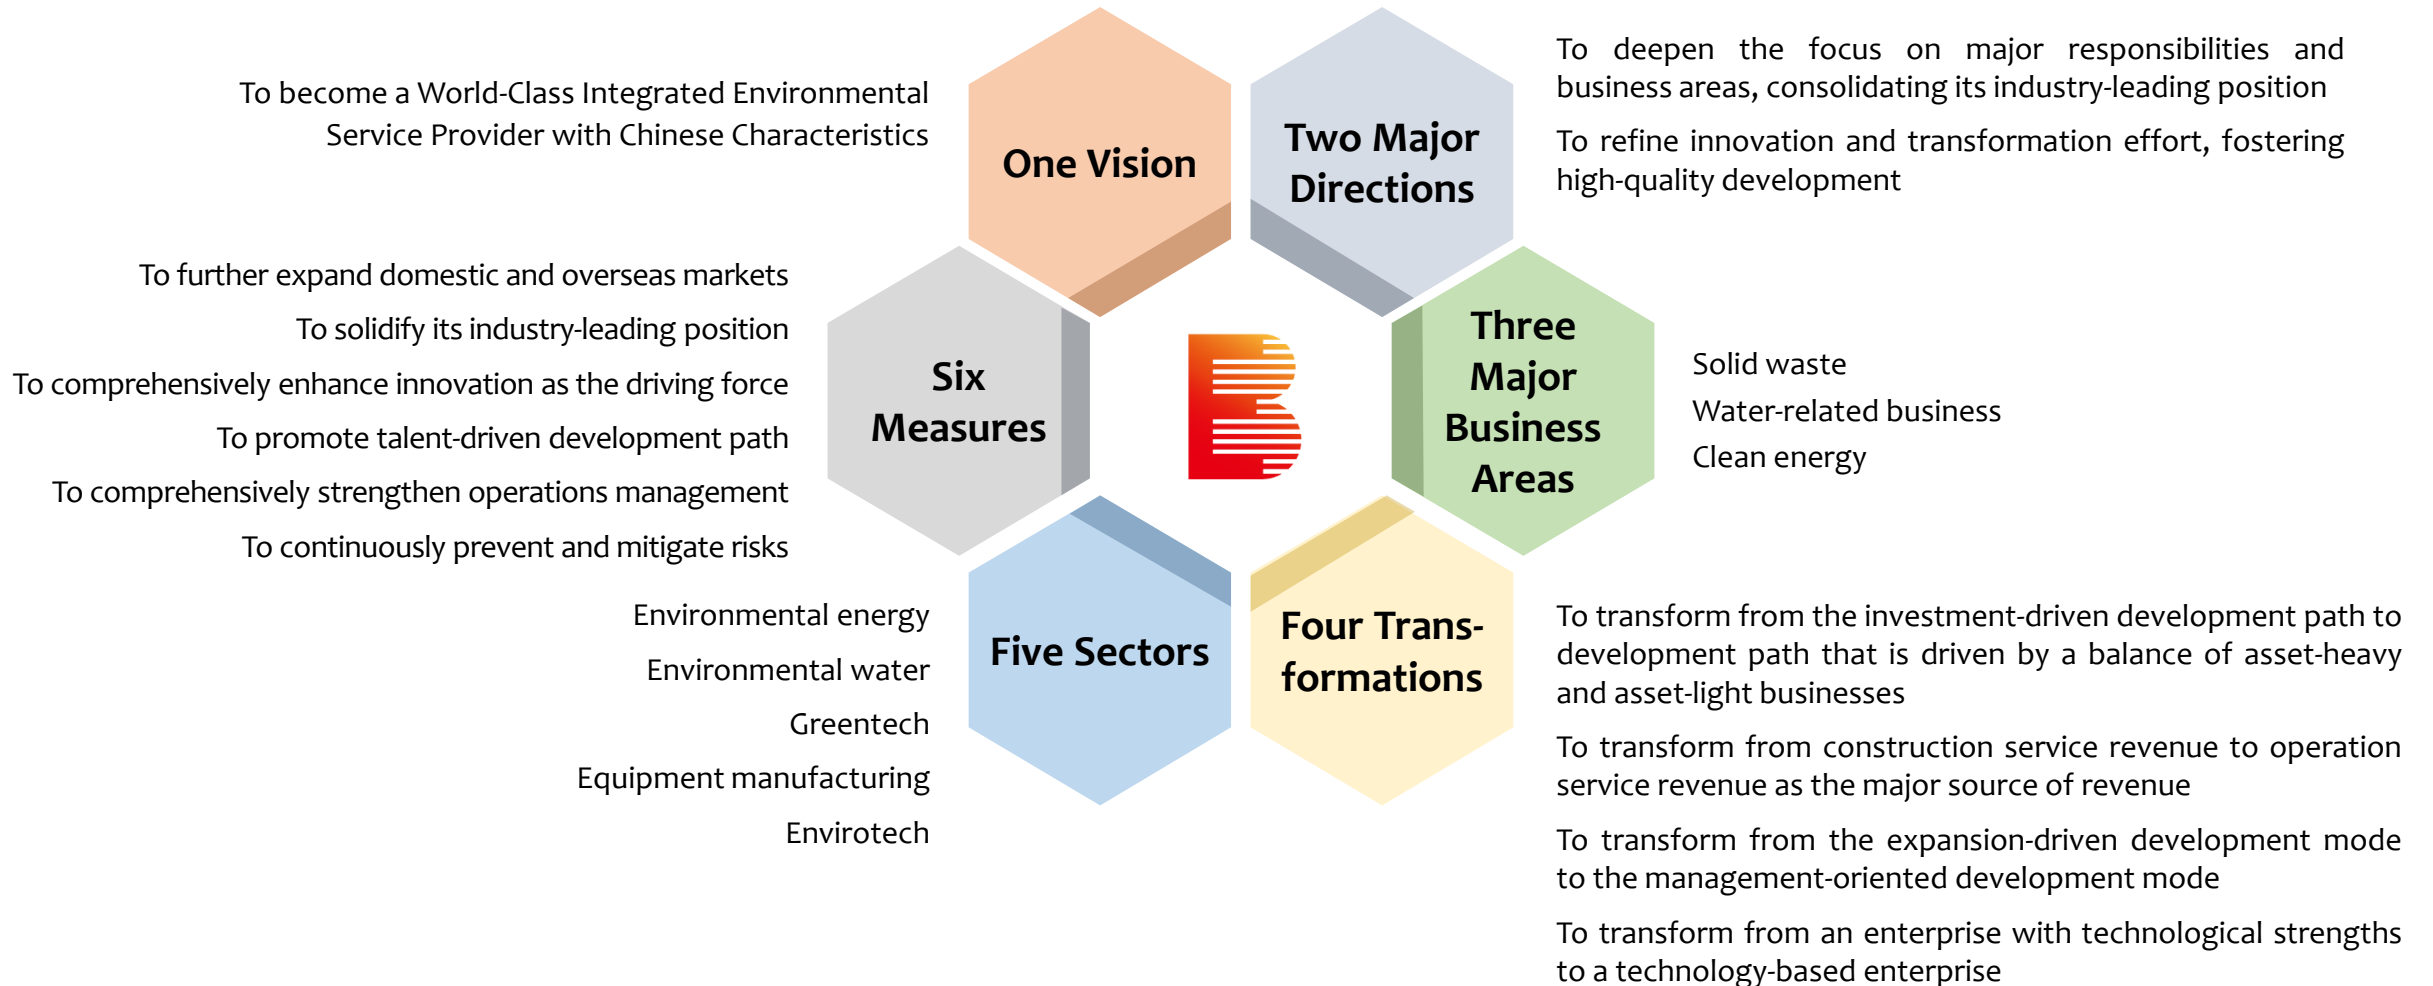 One Vision
To become a World-Class Integrated Environmental
Service Provider with Chinese Characteristics
Two Major
Directions
To deepen the focus on major responsibilities and
business areas, consolidating its industry-leading position
To refine innovation and transformation effort, fostering
high-quality development
Three
Major
Business
Areas
Solid waste
Water-related business
Clean energy
Four Trans-
formations
To transform from the investment-driven development path to
development path that is driven by a balance of asset-heavy
and asset-light businesses
To transform from construction service revenue to operation
service revenue as the major source of revenue
To transform from the expansion-driven development mode
to the management-oriented development mode
To transform from an enterprise with technological strengths
to a technology-based enterprise
Five Sectors
Environmental energy
Environmental water
Greentech
Equipment manufacturing
Envirotech
Six
Measures
To further expand domestic and overseas markets
To solidify its industry-leading position
To comprehensively enhance innovation as the driving force
To promote talent-driven development path
To comprehensively strengthen operations management
To continuously prevent and mitigate risks